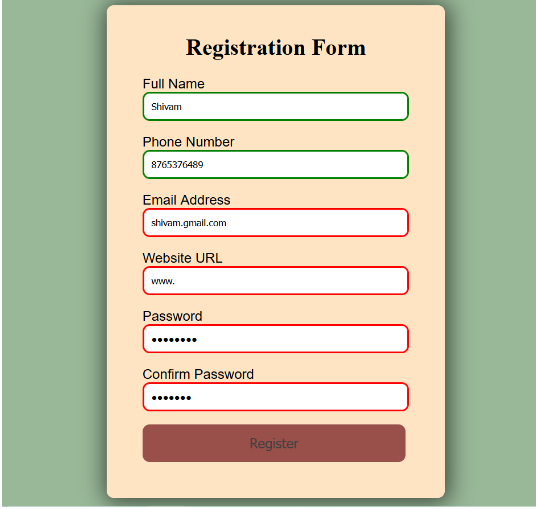 Registration Form
Full Name
Shivam
Phone Number
8765376489
Email Address
shivam.gmail.com
Website URL
www.
Password
••••••••
Confirm Password
•••••••
Register